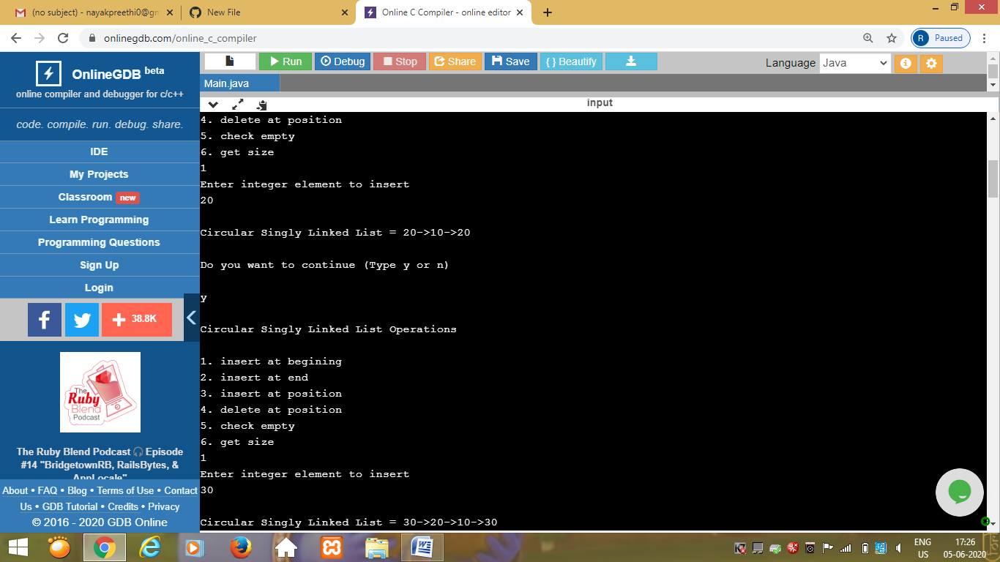 (no subject) - nayakpreethi0@gm
New File
Online C Compiler - online editor
onlinegdb.com/online_c_compiler
R Paused
OnlineGDB beta
online compiler and debugger for c/c++
code. compile. run. debug. share.
IDE
My Projects
Classroom new
Learn Programming
Programming Questions
Sign Up
Login
38.8K
The
Ruby
Blend
Podcast
The Ruby Blend Podcast 🎧 Episode
#14 "BridgetownRB, RailsBytes, &
AppLocale"
About • FAQ • Blog • Terms of Use • Contact
Us • GDB Tutorial • Credits • Privacy
© 2016 - 2020 GDB Online
Run Debug Stop Share Save { } Beautify
Language Java
Main.java
input
4. delete at position
5. check empty
6. get size
1
Enter integer element to insert
20
Circular Singly Linked List = 20->10->20
Do you want to continue (Type y or n)
y
Circular Singly Linked List Operations
1. insert at begining
2. insert at end
3. insert at position
4. delete at position
5. check empty
6. get size
1
Enter integer element to insert
30
Circular Singly Linked List = 30->20->10->30
ENG
US
17:26
05-06-2020